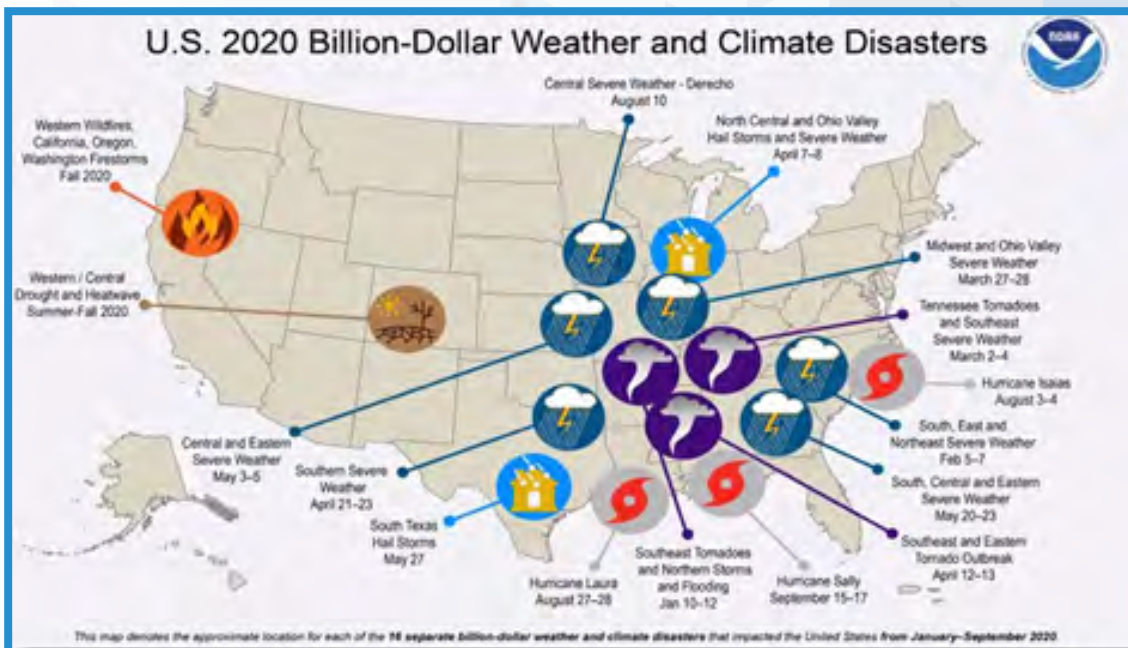 U.S. 2020 Billion-Dollar Weather and Climate Disasters
NOAA
Central Severe Weather - Derecho
August 10
North Central and Ohio Valley
Hail Storms and Severe Weather
April 7–8
Western Wildfires,
California, Oregon,
Washington Firestorms
Fall 2020
Midwest and Ohio Valley
Severe Weather
March 27–28
Western / Central
Drought and Heatwave
Summer-Fall 2020
Tennessee Tornadoes
and Southeast
Severe Weather
March 2–4
Hurricane Isaias
August 3–4
South, East and
Northeast Severe Weather
Feb 5–7
Central and Eastern
Severe Weather
May 3–5
Southern Severe
Weather
April 21–23
South, Central and Eastern
Severe Weather
May 20–23
South Texas
Hail Storms
May 27
Southeast and Eastern
Tornado Outbreak
April 12–13
Hurricane Laura
August 27–28
Southeast Tornadoes
and Northern Storms
and Flooding
Jan 10–12
Hurricane Sally
September 15–17
This map denotes the approximate location for each of the 16 separate billion-dollar weather and climate disasters that impacted the United States from January–September 2020.